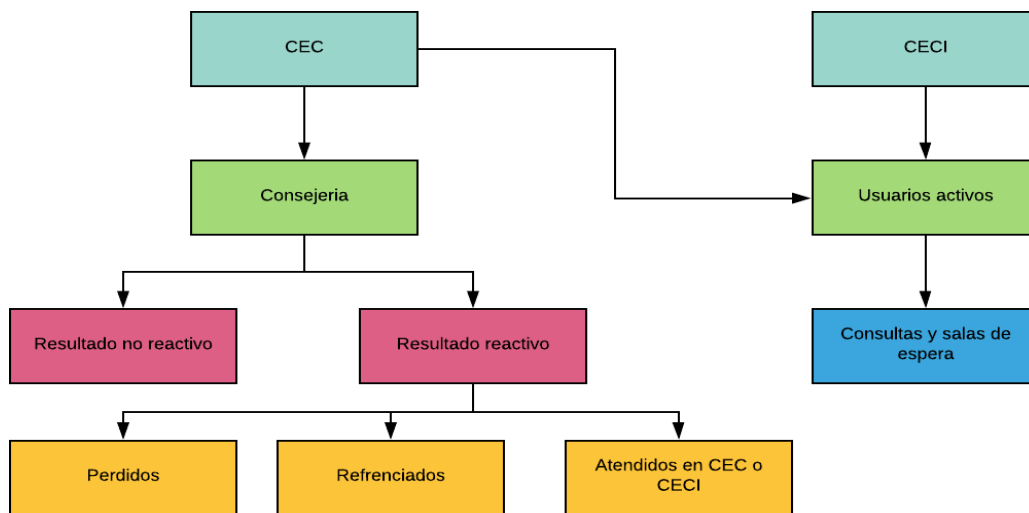 CEC
CECI
Consejeria
Usuarios activos
Resultado no reactivo
Resultado reactivo
Consultas y salas de
espera
Perdidos
Refrenciados
Atendidos en CEC o
CECI